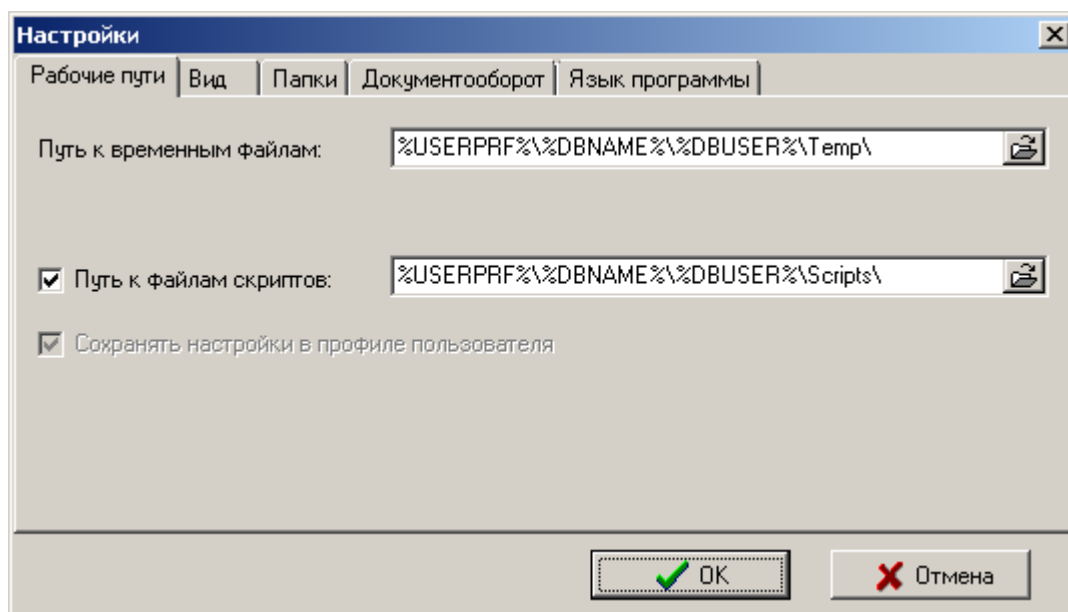 Настройки
Рабочие пути Вид Папки Документооборот Язык программы
Путь к временным файлам: %USERPRF%\%DBNAME%\%DBUSER%\Temp\
Путь к файлам скриптов: %USERPRF%\%DBNAME%\%DBUSER%\Scripts\
Сохранять настройки в профиле пользователя
OK Отмена